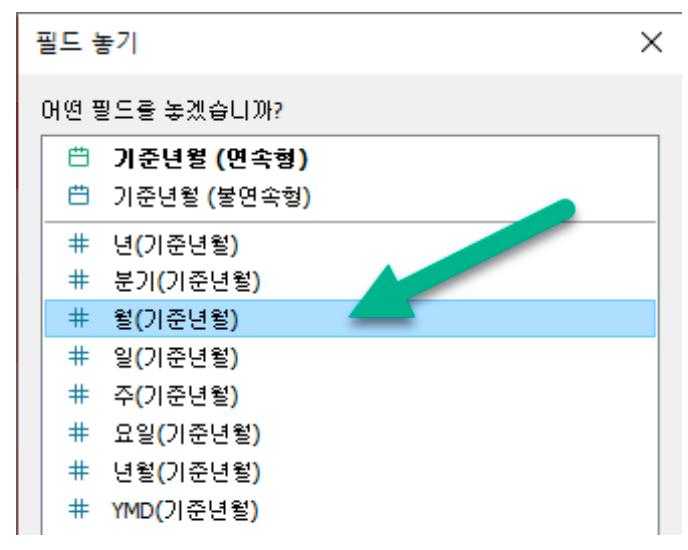 필드 놓기
어떤 필드를 놓겠습니까?
기준년월 (연속형)
기준년월 (불연속형)
# 년(기준년월)
# 분기(기준년월)
# 월(기준년월)
# 일(기준년월)
# 주(기준년월)
# 요일(기준년월)
# 년월(기준년월)
# YMD(기준년월)